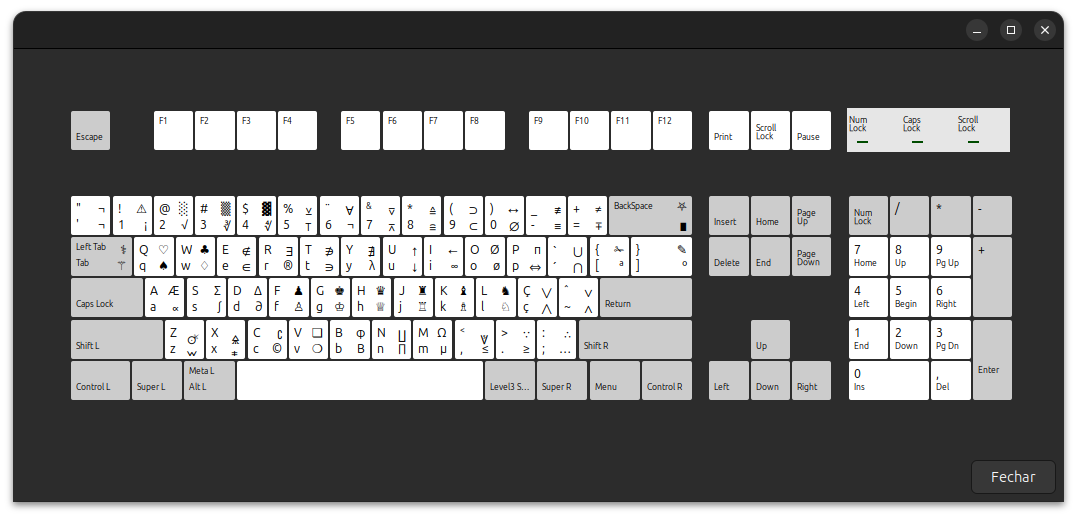 Escape F1 F2 F3 F4 F5 F6 F7 F8 F9 F10 F11 F12 Print Scroll Lock Pause Num Lock Caps Lock Scroll Lock
" ¬ ! ⚠ @ ░ # ▒ $ ▓ % ⊻ ¨ ∀ & ⊽ * ≙ ( ⊃ ) ↔ _ ≢ + ≠ BackSpace ⛧
' ¬ 1 ¡ 2 √ 3 ∛ 4 ∜ 5 ⊤ 6 ¬ 7 ⊼ 8 ≘ 9 ⊂ 0 ∅ - ≡ = ∓ ∎
Insert Home Page Up Num Lock / * -
Left Tab Q ♡ W ♣ E ∉ R ∃ T ∌ Y ∄ U ↑ I ← O Ø П ∪ { ✁ } ✎
Tab q ♠ w ♢ e ∈ r ® t ∋ y λ u ↓ i ∞ o ø p ⇔ ´ ` ∩ [ ª ] º
Delete End Page Down 7 Home 8 Up 9 Pg Up +
Caps Lock A Æ S Σ D Δ F ♟ G ♚ H ♛ J ♜ K ♝ L ♞ Ç ⋁ ^ ∨ Return
a ∝ s ∫ d ∂ f ♙ g ♔ h ♕ j ♖ k ♗ l ♘ ç ⋀ ~ ∧
4 Left 5 Begin 6 Right
Shift L Z X C V ❏ B Φ N ∐ M Ω < > ∵ : ∴ Shift R
z x c © v ❍ b Β n ∏ m µ , ≤ . ≥ ; …
Up 1 End 2 Down 3 Pg Dn Enter
Control L Super L Meta L Alt L Level3 S... Super R Menu Control R
Left Down Right 0 Ins , Del
Fechar